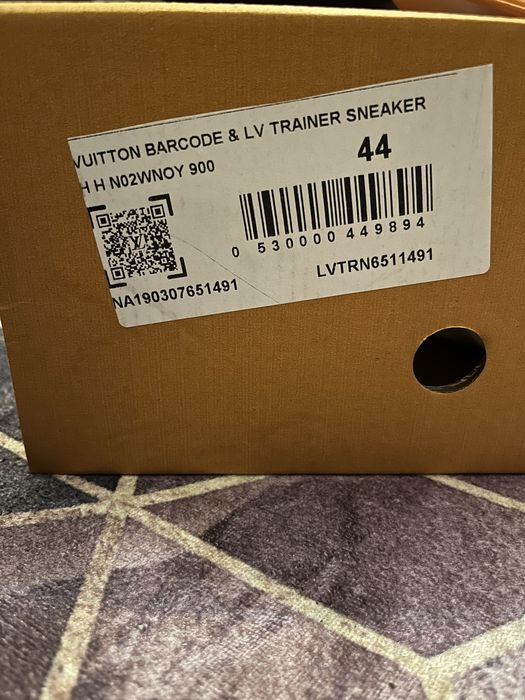 VUITTON BARCODE & LV TRAINER SNEAKER
H H N02WNOY 900
44
0 530000 449894
LVTRN6511491
NA190307651491